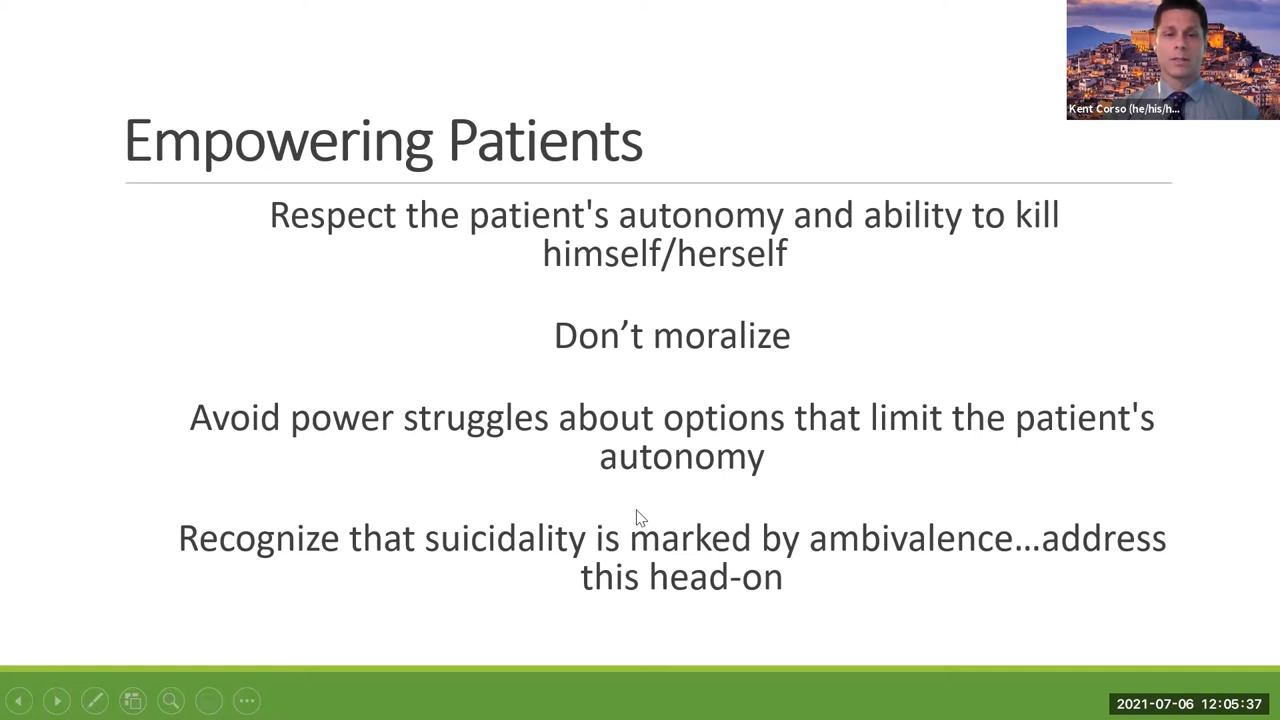 Kent Corso (he/his/h...
Empowering Patients
Respect the patient's autonomy and ability to kill
himself/herself
Don’t moralize
Avoid power struggles about options that limit the patient's
autonomy
Recognize that suicidality is marked by ambivalence...address
this head-on
2021-07-06 12:05:37